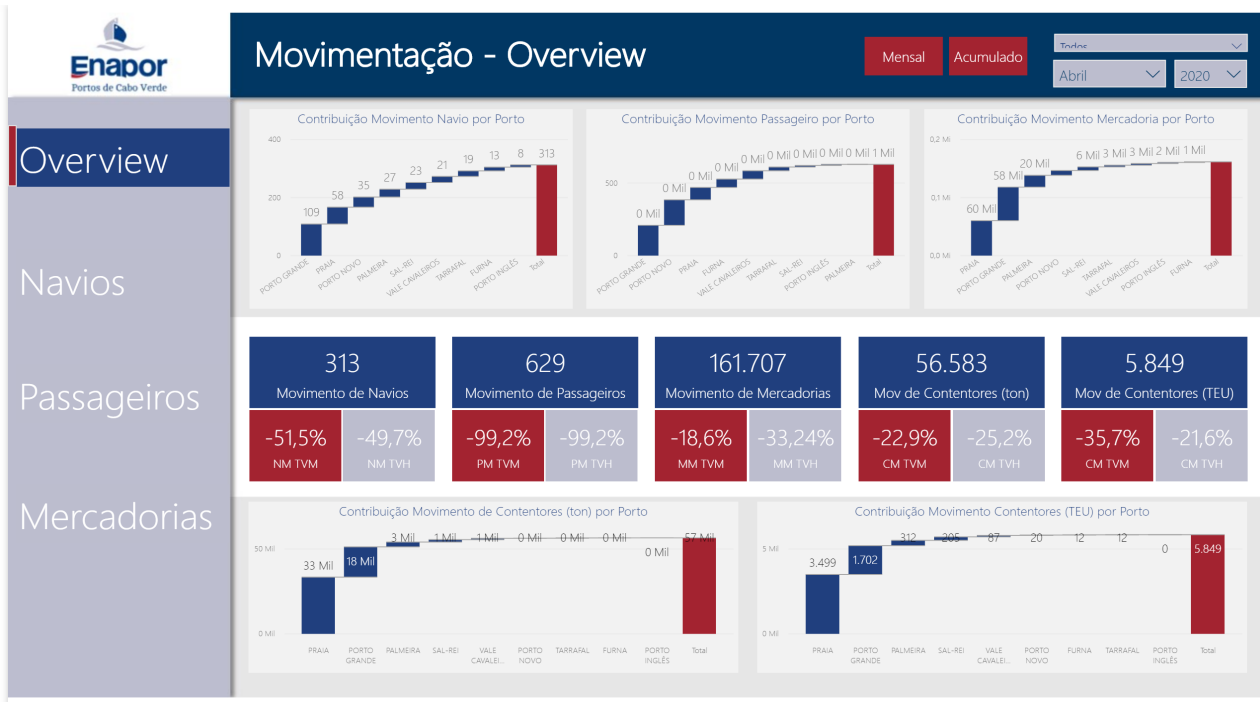 Enapor
Portos de Cabo Verde
Movimentação - Overview
Mensal
Acumulado
Todos
Abril
2020
Overview
Navios
Passageiros
Mercadorias
Contribuição Movimento Navio por Porto
400
200
0
109
58
35
27
23
21
19
13
8
313
PORTO GRANDE
PRAIA
PORTO NOVO
PALMEIRA
SAL-REI
VALE CAVALEIROS
TARRAFAL
FURNA
PORTO INGLÊS
Total
Contribuição Movimento Passageiro por Porto
500
0
0 Mil
0 Mil
0 Mil
0 Mil
0 Mil
0 Mil
0 Mil
0 Mil
0 Mil
1 Mil
PORTO GRANDE
PORTO NOVO
PRAIA
FURNA
VALE CAVALEIROS
TARRAFAL
SAL-REI
PORTO INGLÊS
PALMEIRA
Total
Contribuição Movimento Mercadoria por Porto
0,2 Mi
0,1 Mi
0,0 Mi
60 Mil
58 Mil
20 Mil
6 Mil
3 Mil
3 Mil
2 Mil
1 Mil
PRAIA
PORTO GRANDE
PALMEIRA
PORTO NOVO
SAL-REI
TARRAFAL
VALE CAVALEIROS
PORTO INGLÊS
FURNA
Total
313
Movimento de Navios
-51,5%
NM TVM
-49,7%
NM TVH
629
Movimento de Passageiros
-99,2%
PM TVM
-99,2%
PM TVH
161.707
Movimento de Mercadorias
-18,6%
MM TVM
-33,24%
MM TVH
56.583
Mov de Contentores (ton)
-22,9%
CM TVM
-25,2%
CM TVH
5.849
Mov de Contentores (TEU)
-35,7%
CM TVM
-21,6%
CM TVH
Contribuição Movimento de Contentores (ton) por Porto
50 Mil
0 Mil
33 Mil
18 Mil
3 Mil
1 Mil
1 Mil
0 Mil
0 Mil
0 Mil
0 Mil
57 Mil
PRAIA
PORTO
GRANDE
PALMEIRA
SAL-REI
VALE
CAVALEI...
PORTO
NOVO
TARRAFAL
FURNA
PORTO
INGLÊS
Total
Contribuição Movimento Contentores (TEU) por Porto
5 Mil
0 Mil
3.499
1.702
312
205
87
20
12
12
0
5.849
PRAIA
PORTO
GRANDE
PALMEIRA
SAL-REI
VALE
CAVALEI...
PORTO
NOVO
FURNA
TARRAFAL
PORTO
INGLÊS
Total